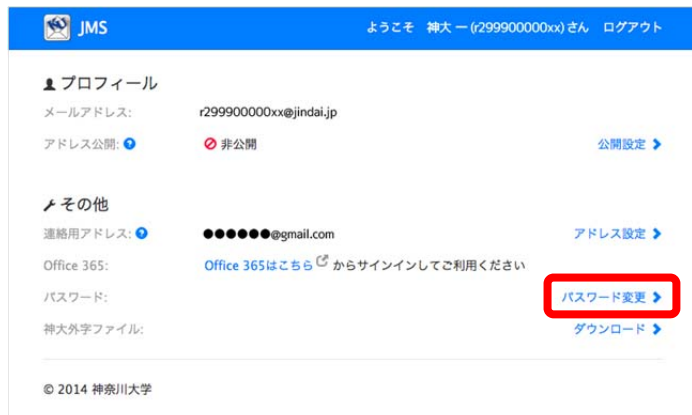 JMS ようこそ 神大 一(r299900000xx)さん ログアウト
プロフィール
メールアドレス: r299900000xx@jindai.jp
アドレス公開: 非公開 公開設定
その他
連絡用アドレス: ●●●●●●@gmail.com アドレス設定
Office 365: Office 365はこちら からサインインしてご利用ください
パスワード: パスワード変更
神大外字ファイル: ダウンロード
© 2014 神奈川大学